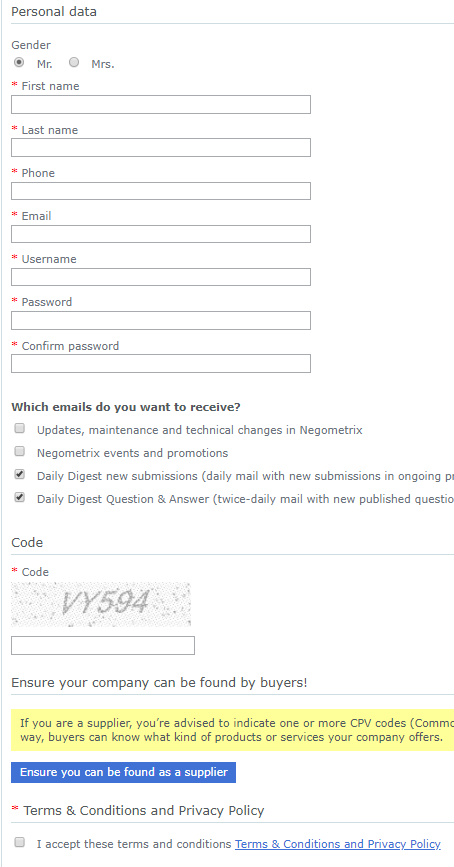 Personal data
Gender
Mr. Mrs.
* First name
* Last name
* Phone
* Email
* Username
* Password
* Confirm password
Which emails do you want to receive?
Updates, maintenance and technical changes in Negometrix
Negometrix events and promotions
Daily Digest new submissions (daily mail with new submissions in ongoing pr
Daily Digest Question & Answer (twice-daily mail with new published questio
Code
* Code
VY594
Ensure your company can be found by buyers!
If you are a supplier, you're advised to indicate one or more CPV codes (Commo
way, buyers can know what kind of products or services your company offers.
Ensure you can be found as a supplier
* Terms & Conditions and Privacy Policy
I accept these terms and conditions Terms & Conditions and Privacy Policy